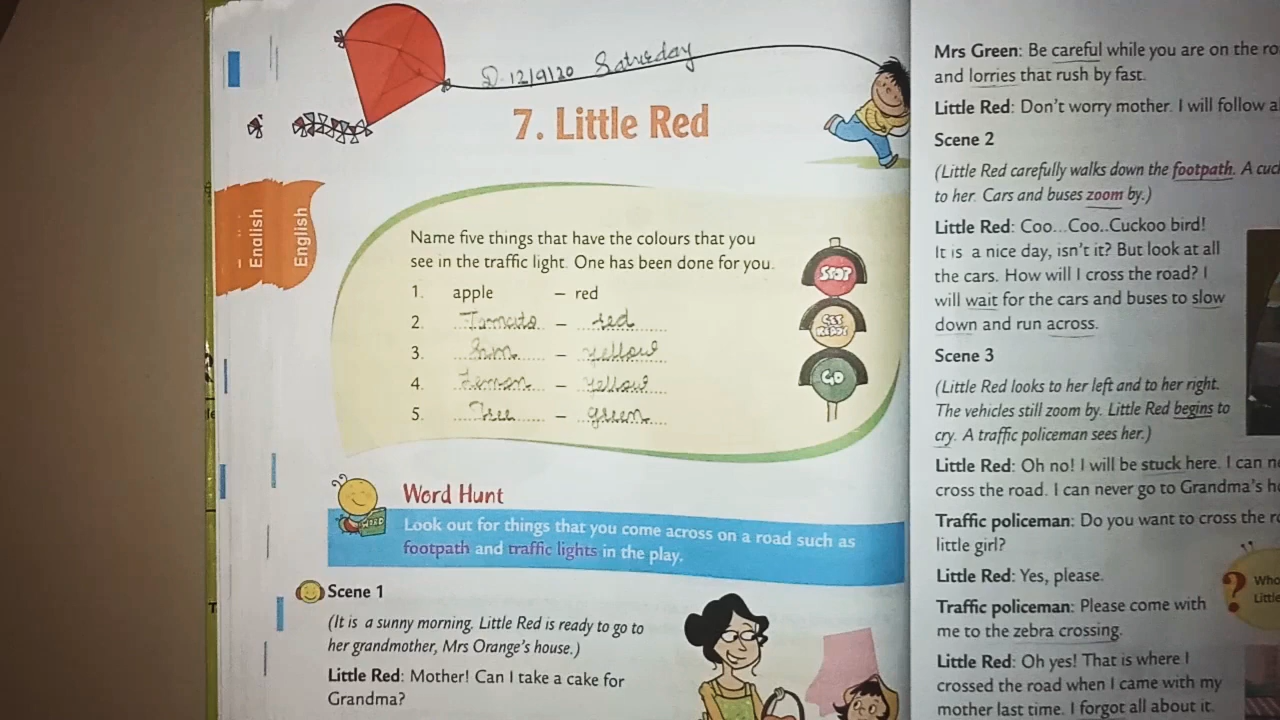 D. 12/9/20 Saturday
7. Little Red
English
English
Name five things that have the colours that you
see in the traffic light. One has been done for you.
1. apple – red
2. Tomato – red
3. Sun – yellow
4. Lemon – yellow
5. Tree – green
STOP
GET READY
GO
Word Hunt
WORD
Look out for things that you come across on a road such as
footpath and traffic lights in the play.
Scene 1
(It is a sunny morning. Little Red is ready to go to
her grandmother, Mrs Orange's house.)
Little Red: Mother! Can I take a cake for
Grandma?
Mrs Green: Be careful while you are on the
and lorries that rush by fast.
Little Red: Don't worry mother. I will follow
Scene 2
(Little Red carefully walks down the footpath. A
to her. Cars and buses zoom by.)
Little Red: Coo...Coo..Cuckoo bird!
It is a nice day, isn't it? But look at all
the cars. How will I cross the road? I
will wait for the cars and buses to slow
down and run across.
Scene 3
(Little Red looks to her left and to her right.
The vehicles still zoom by. Little Red begins to
cry. A traffic policeman sees her.)
Little Red: Oh no! I will be stuck here. I can
cross the road. I can never go to Grandma's
Traffic policeman: Do you want to cross the
little girl?
Little Red: Yes, please.
? Who
Little
Traffic policeman: Please come with
me to the zebra crossing.
Little Red: Oh yes! That is where I
crossed the road when I came with my
mother last time. I forgot all about it.